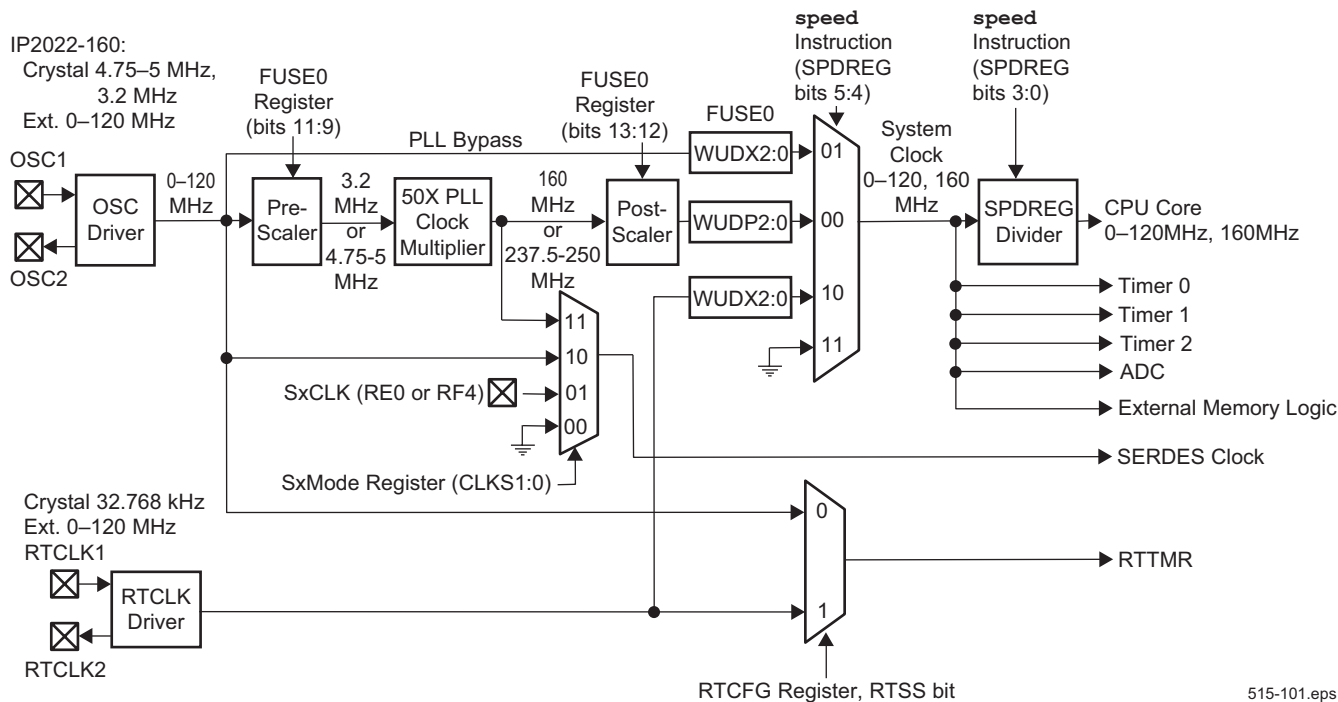 IP2022-160:
Crystal 4.75–5 MHz,
3.2 MHz
Ext. 0–120 MHz
OSC1
OSC2
OSC
Driver
0–120
MHz
FUSE0
Register
(bits 11:9)
Pre-
Scaler
PLL Bypass
3.2
MHz
or
4.75-5
MHz
50X PLL
Clock
Multiplier
160
MHz
or
237.5-250
MHz
FUSE0
Register
(bits 13:12)
Post-
Scaler
FUSE0
WUDX2:0
WUDP2:0
WUDX2:0
speed
Instruction
(SPDREG
bits 5:4)
01
00
10
11
System
Clock
0–120, 160
MHz
speed
Instruction
(SPDREG
bits 3:0)
SPDREG
Divider
CPU Core
0–120MHz, 160MHz
Timer 0
Timer 1
Timer 2
ADC
External Memory Logic
11
10
01
00
SxCLK (RE0 or RF4)
SxMode Register (CLKS1:0)
SERDES Clock
Crystal 32.768 kHz
Ext. 0–120 MHz
RTCLK1
RTCLK2
RTCLK
Driver
0
1
RTTMR
RTCFG Register, RTSS bit
515-101.eps